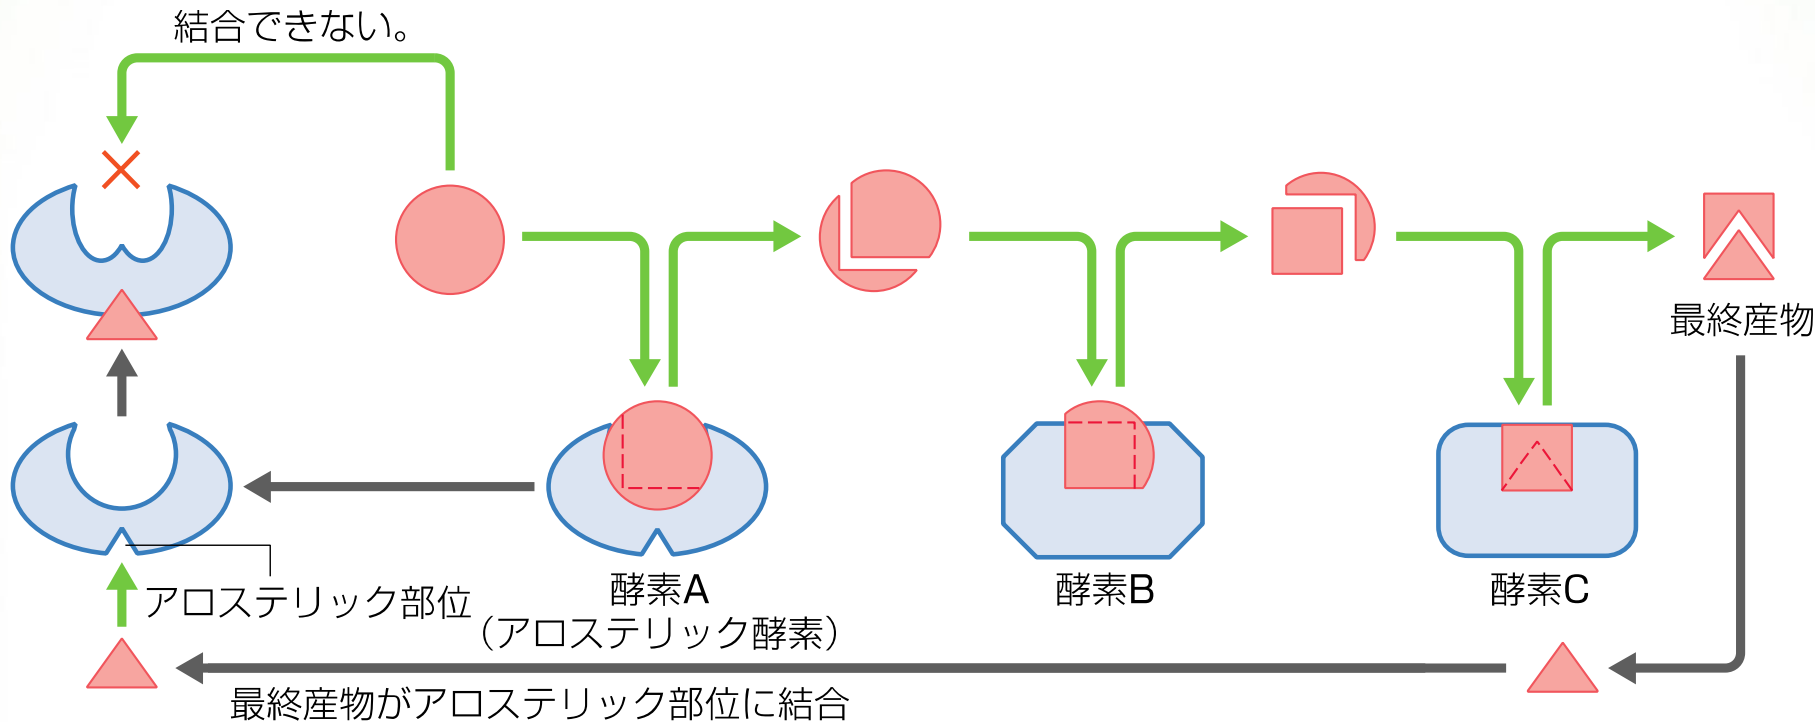 結合できない。
最終産物
アロステリック部位
酵素A
(アロステリック酵素)
酵素B
酵素C
最終産物がアロステリック部位に結合